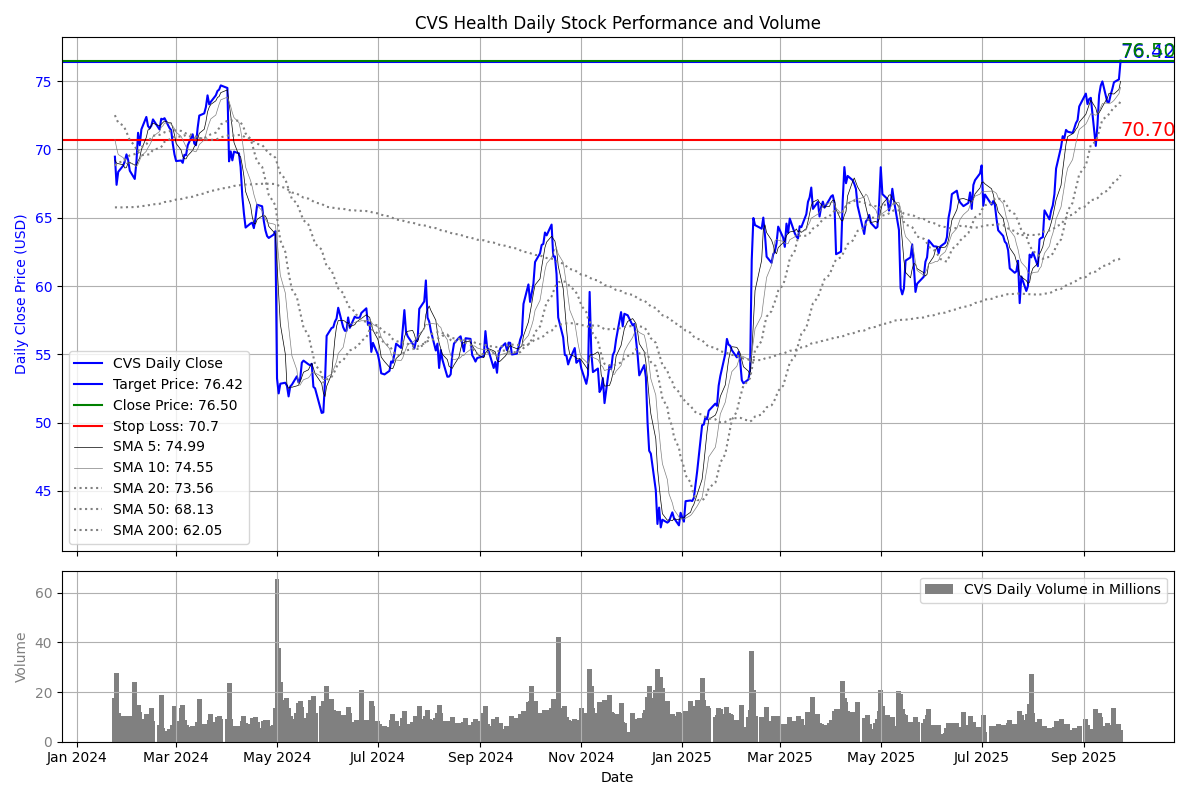 CVS Health Daily Stock Performance and Volume
76.42
76.50
75
70.70
70
65
60
55
50
45
Daily Close Price (USD)
CVS Daily Close
Target Price: 76.42
Close Price: 76.50
Stop Loss: 70.7
SMA 5: 74.99
SMA 10: 74.55
SMA 20: 73.56
SMA 50: 68.13
SMA 200: 62.05
CVS Daily Volume in Millions
60
40
20
0
Volume
Jan 2024 Mar 2024 May 2024 Jul 2024 Sep 2024 Nov 2024 Jan 2025 Mar 2025 May 2025 Jul 2025 Sep 2025
Date